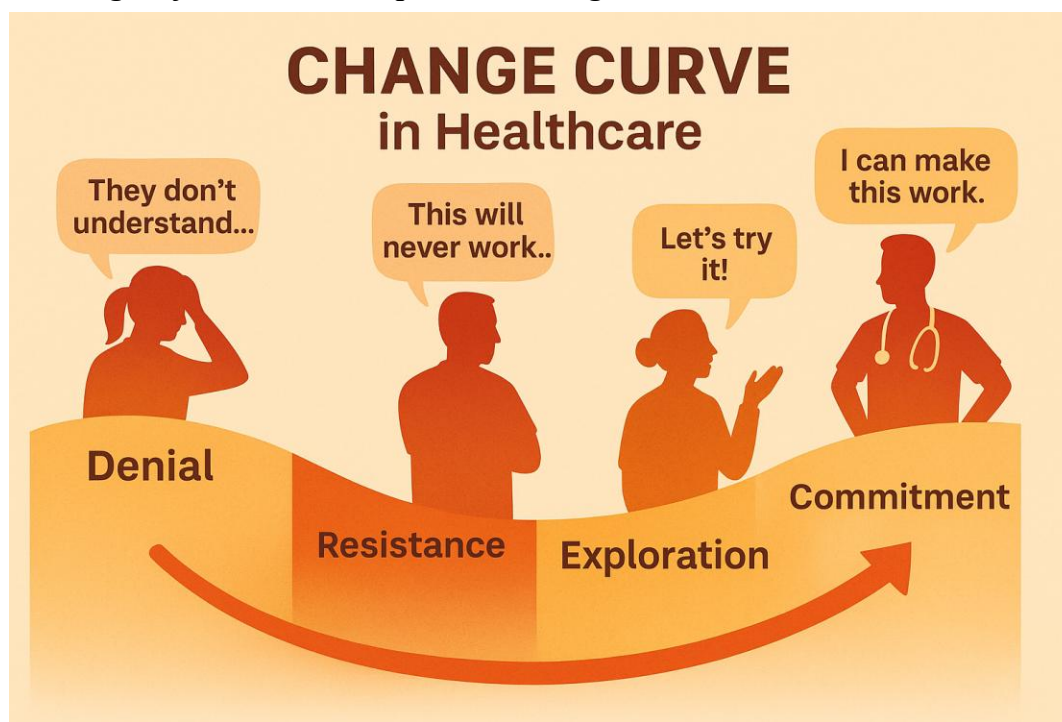 CHANGE CURVE
in Healthcare
They don't
understand...
This will
never work..
Let's try
it!
I can make
this work.
Denial
Resistance
Exploration
Commitment